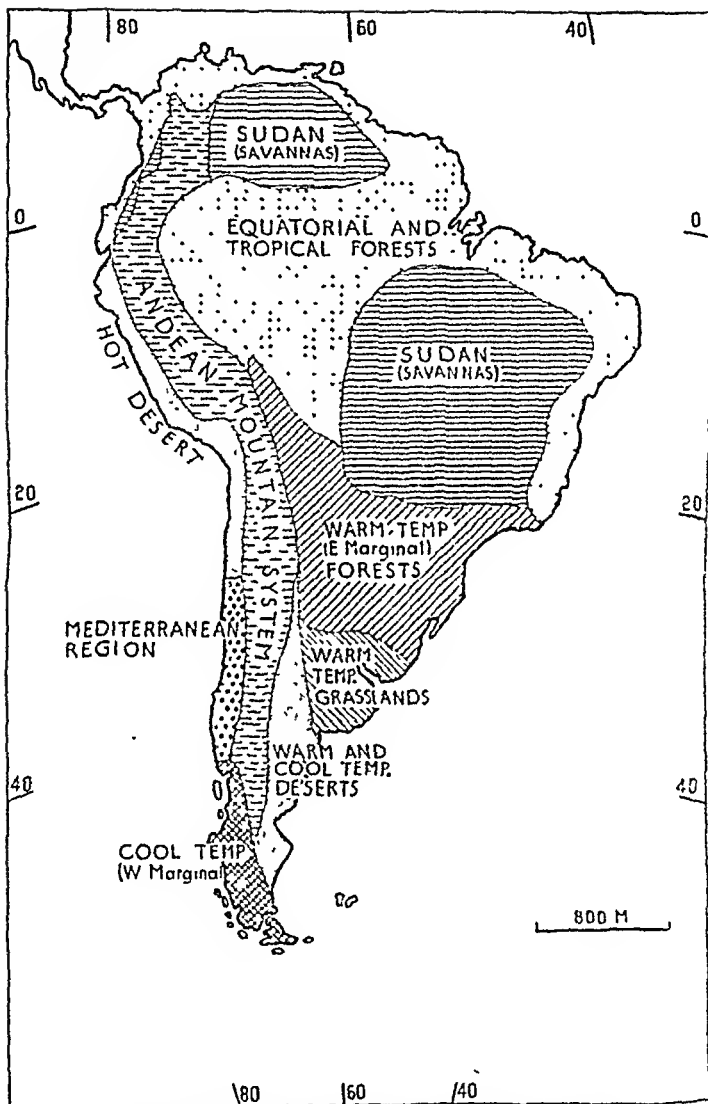 80 60 40
SUDAN
(SAVANNAS)
0 0
EQUATORIAL AND
TROPICAL FORESTS
ANDEAN MOUNTAIN SYSTEM
HOT DESERT
SUDAN
(SAVANNAS)
20 20
WARM-TEMP
(E Marginal)
FORESTS
MEDITERRANEAN
REGION
WARM
TEMP.
GRASSLANDS
WARM AND
COOL TEMP.
DESERTS
40 40
COOL TEMP
(W Marginal)
800 M
80 60 40